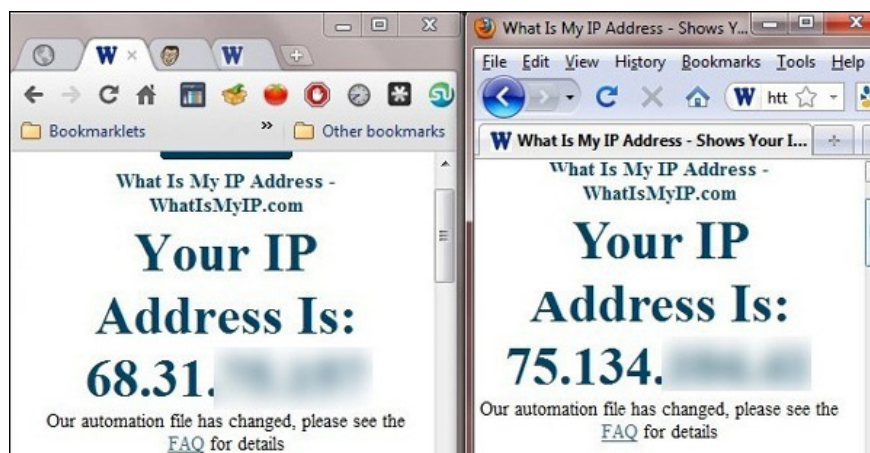 W
W
Bookmarklets
»
Other bookmarks
What Is My IP Address -
WhatIsMyIP.com
Your IP
Address Is:
68.31.
Our automation file has changed, please see the
FAQ for details
What Is My IP Address - Shows Y...
File Edit View History Bookmarks Tools Help
W htt
W What Is My IP Address - Shows Your I...
What Is My IP Address -
WhatIsMyIP.com
Your IP
Address Is:
75.134.
Our automation file has changed, please see the
FAQ for details